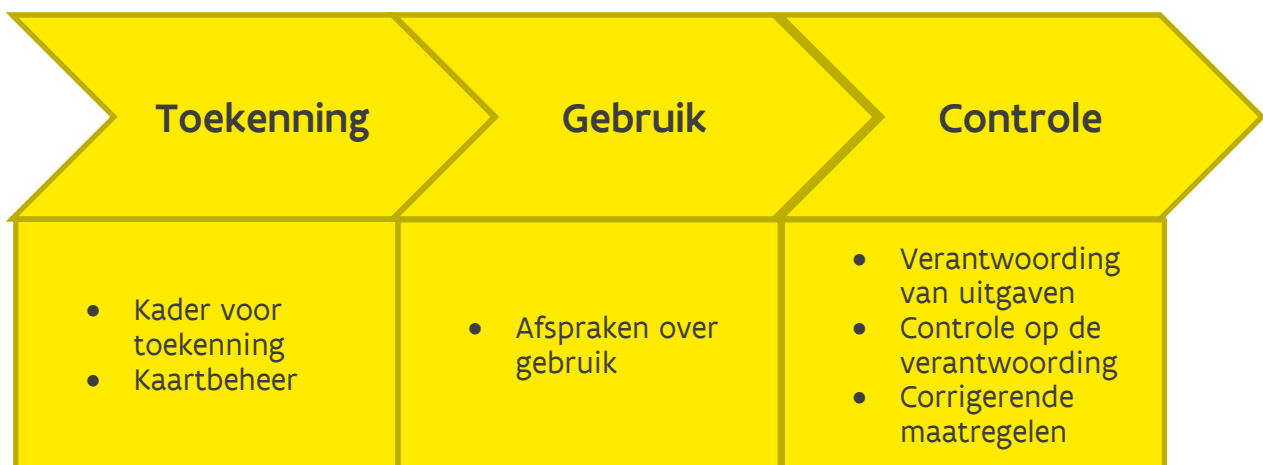 Toekenning
Gebruik
Controle
• Kader voor
toekenning
• Kaartbeheer
• Afspraken over
gebruik
• Verantwoording
van uitgaven
• Controle op de
verantwoording
• Corrigerende
maatregelen